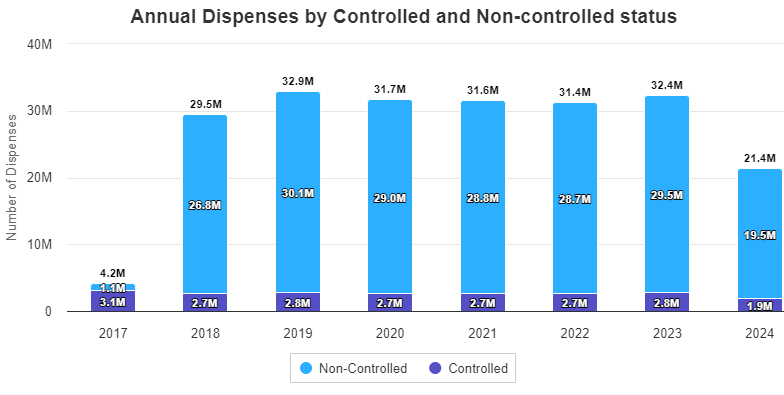 Annual Dispenses by Controlled and Non-controlled status
40M
30M
20M
10M
0
Number of Dispenses
4.2M
29.5M
32.9M
31.7M
31.6M
31.4M
32.4M
21.4M
1.1M
26.8M
30.1M
29.0M
28.8M
28.7M
29.5M
19.5M
3.1M
2.7M
2.8M
2.7M
2.7M
2.7M
2.8M
1.9M
2017
2018
2019
2020
2021
2022
2023
2024
Non-Controlled
Controlled